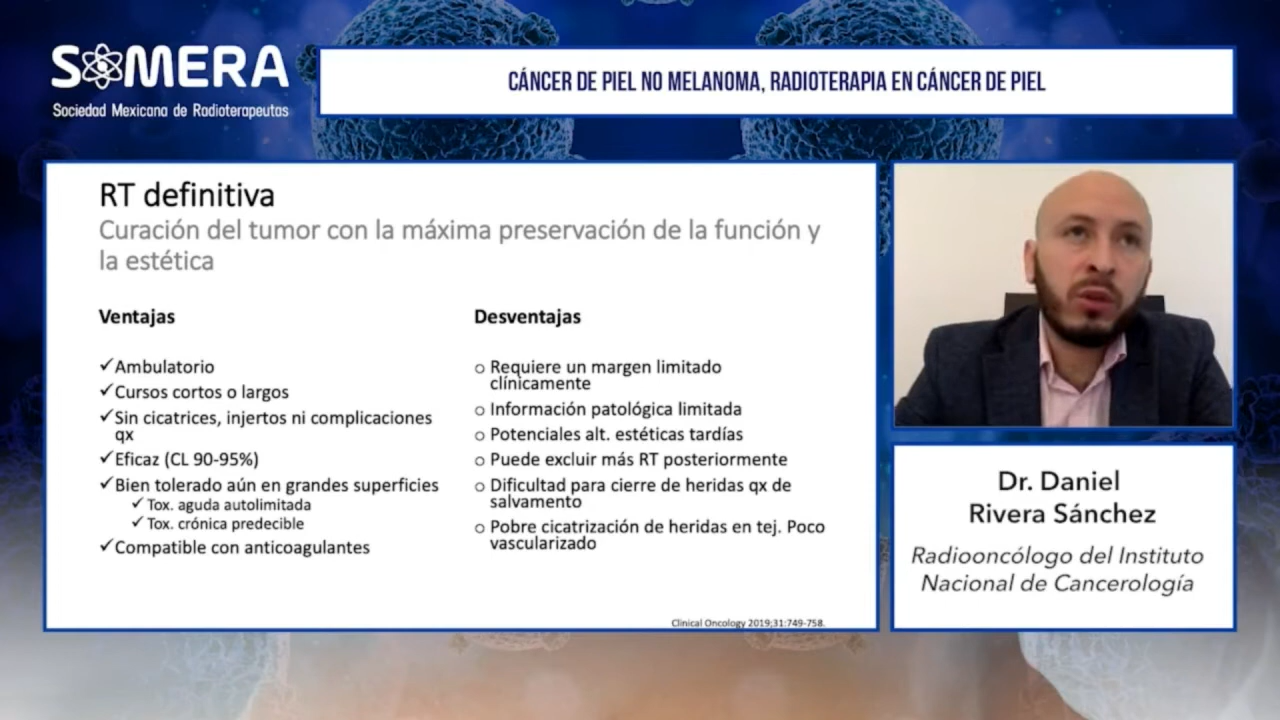 SOMERA
Sociedad Mexicana de Radioterapeutas
CÁNCER DE PIEL NO MELANOMA, RADIOTERAPIA EN CÁNCER DE PIEL
RT definitiva
Curación del tumor con la máxima preservación de la función y
la estética
Ventajas
✓Ambulatorio
✓Cursos cortos o largos
✓Sin cicatrices, injertos ni complicaciones
qx
✓Eficaz (CL 90-95%)
✓Bien tolerado aún en grandes superficies
✓Tox. aguda autolimitada
✓Tox. crónica predecible
✓Compatible con anticoagulantes
Desventajas
o Requiere un margen limitado
clínicamente
o Información patológica limitada
o Potenciales alt. estéticas tardías
o Puede excluir más RT posteriormente
o Dificultad para cierre de heridas qx de
salvamento
o Pobre cicatrización de heridas en tej. Poco
vascularizado
Clinical Oncology 2019;31:749-758.
Dr. Daniel
Rivera Sánchez
Radiooncólogo del Instituto
Nacional de Cancerología